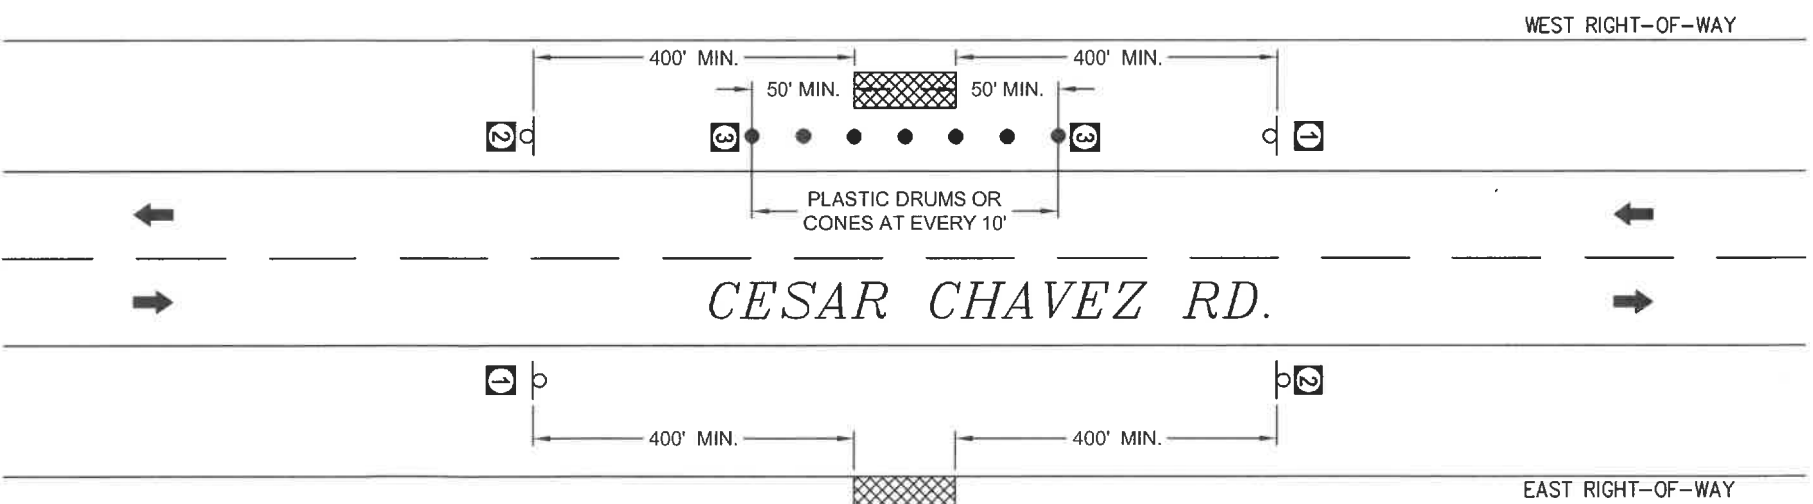 WEST RIGHT-OF-WAY
400' MIN.
400' MIN.
50' MIN.
50' MIN.
2
3
3
1
PLASTIC DRUMS OR
CONES AT EVERY 10'
CESAR CHAVEZ RD.
1
2
400' MIN.
400' MIN.
EAST RIGHT-OF-WAY